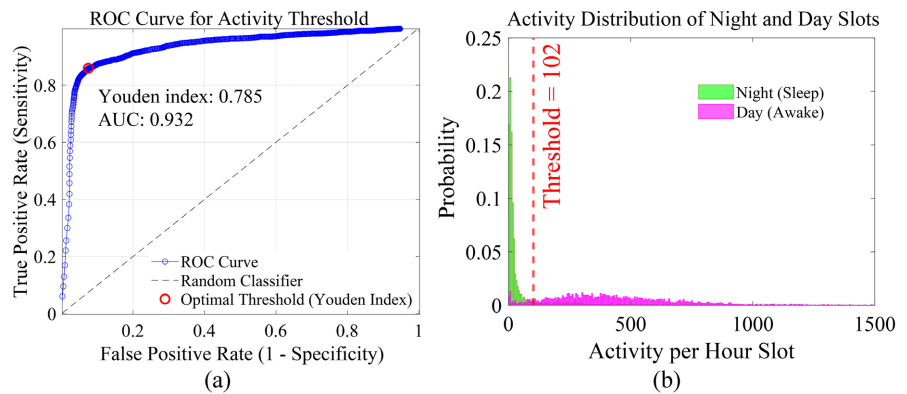 ROC Curve for Activity Threshold
True Positive Rate (Sensitivity)
0.8
0.6
0.4
0.2
0
Youden index: 0.785
AUC: 0.932
ROC Curve
Random Classifier
Optimal Threshold (Youden Index)
0.2
0.4
0.6
0.8
1
False Positive Rate (1 - Specificity)
(a)
Activity Distribution of Night and Day Slots
Probability
0.25
0.2
0.15
0.1
0.05
0
Threshold = 102
Night (Sleep)
Day (Awake)
0
500
1000
1500
Activity per Hour Slot
(b)